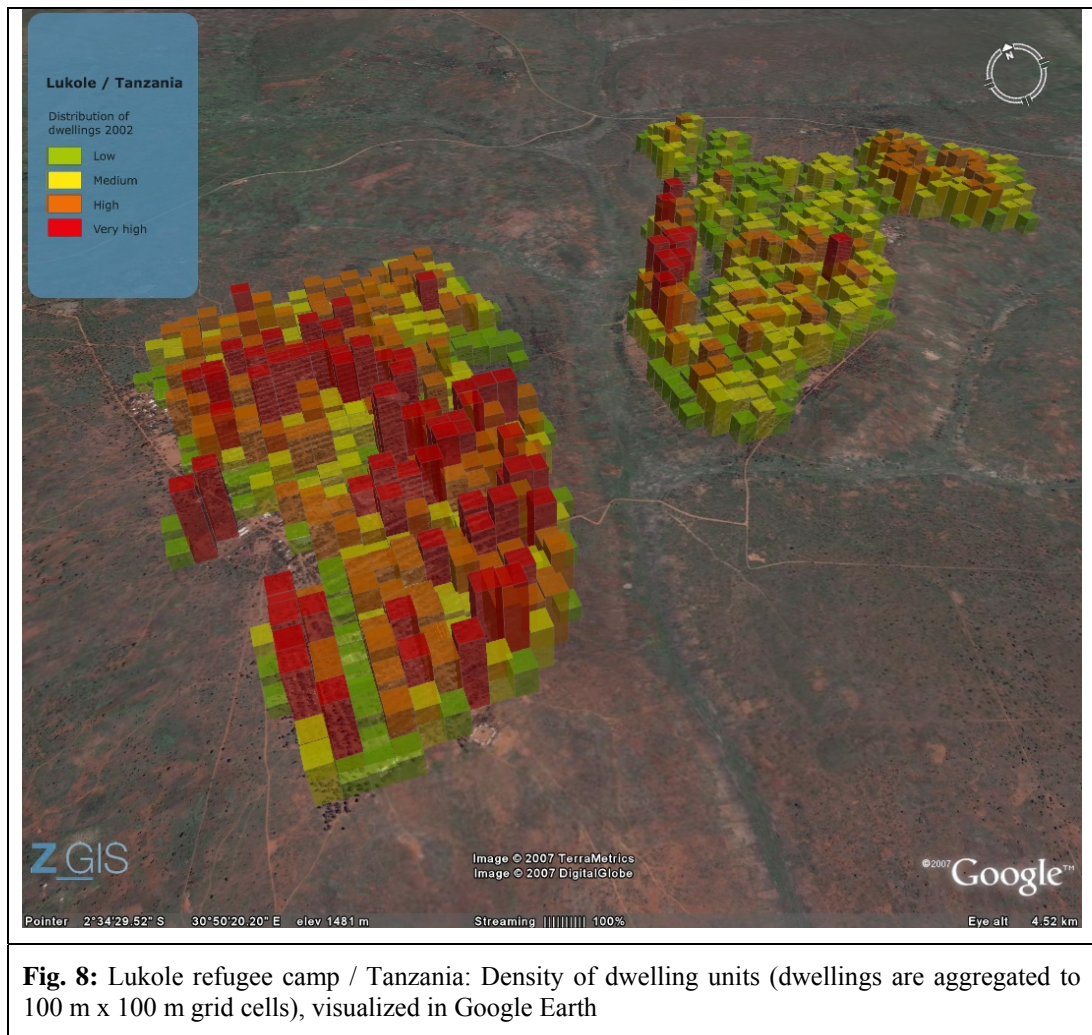 Lukole / Tanzania
Distribution of
dwellings 2002
Low
Medium
High
Very high
N
Z_GIS
Image © 2007 TerraMetrics
Image © 2007 DigitalGlobe
©2007 Google™
Pointer 2°34'29.52" S 30°50'20.20" E elev 1481 m Streaming |||||||||| 100% Eye alt 4.52 km
Fig. 8: Lukole refugee camp / Tanzania: Density of dwelling units (dwellings are aggregated to
100 m x 100 m grid cells), visualized in Google Earth